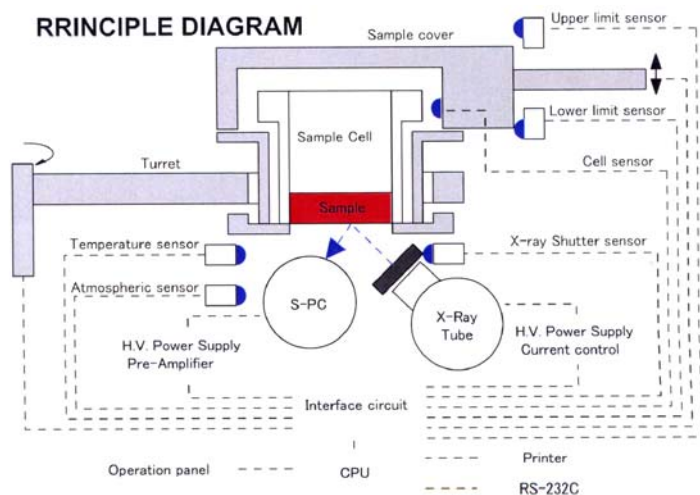 RRINCIPLE DIAGRAM
Upper limit sensor
Sample cover
Lower limit sensor
Sample Cell
Cell sensor
Turret
Sample
Temperature sensor
X-ray Shutter sensor
Atmospheric sensor
S-PC
X-Ray
Tube
H.V. Power Supply
Pre-Amplifier
H.V. Power Supply
Current control
Interface circuit
Operation panel
CPU
Printer
RS-232C